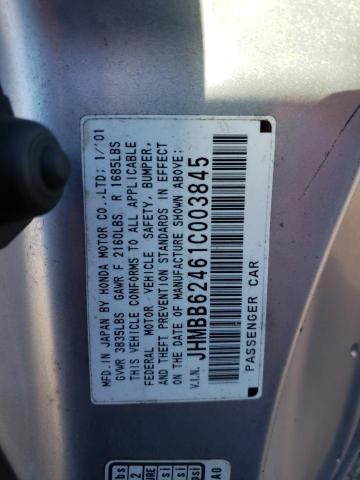 MFD. IN JAPAN BY HONDA MOTOR CO.,LTD: 1/'01
GVWR 3835LBS GAWR F 2160LBS R 1685LBS
THIS VEHICLE CONFORMS TO ALL APPLICABLE
FEDERAL MOTOR VEHICLE SAFETY, BUMPER,
AND THEFT PREVENTION STANDARDS IN EFFECT
ON THE DATE OF MANUFACTURE SHOWN ABOVE
V.I.N. JHMBB62461C003845
PASSENGER CAR